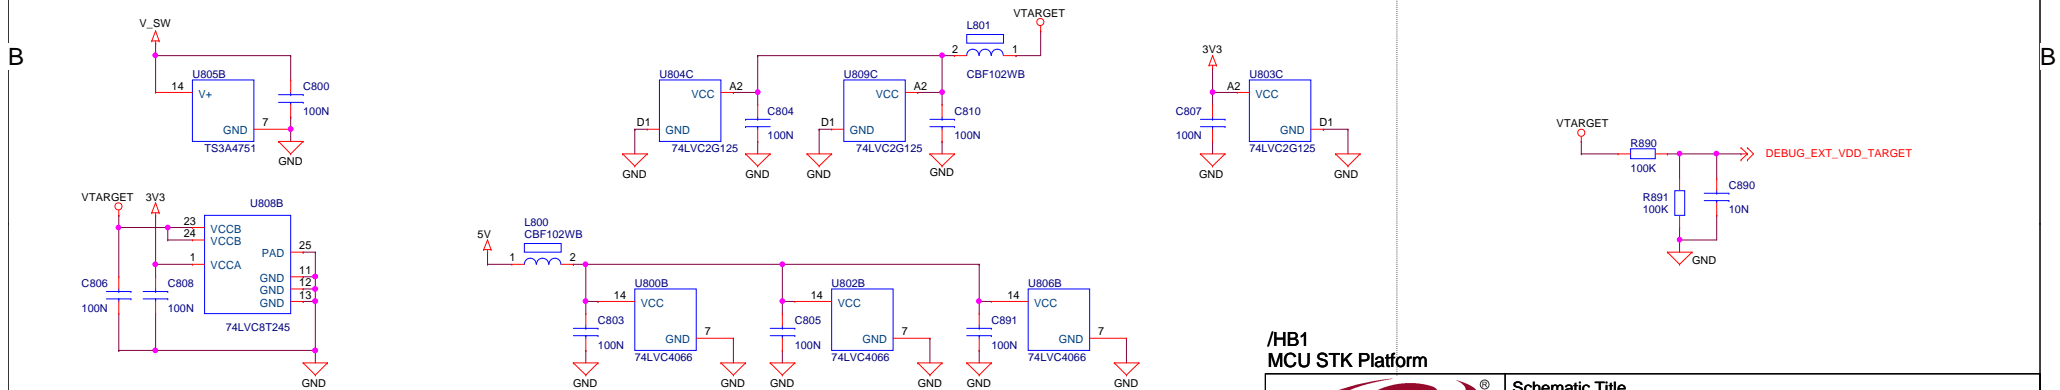 B
V_SW
U805B
14
V+
GND
7
TS3A4751
C800
100N
GND
U804C
VCC
A2
D1
GND
74LVC2G125
GND
C804
100N
GND
U809C
VCC
A2
D1
GND
74LVC2G125
GND
C810
100N
GND
L801
2
1
CBF102WB
VTARGET
3V3
U803C
A2
VCC
C807
100N
GND
D1
74LVC2G125
GND
GND
VTARGET
R890
100K
DEBUG_EXT_VDD_TARGET
R891
100K
C890
10N
GND
B
VTARGET
3V3
U808B
23
VCCB
24
VCCB
PAD
25
1
VCCA
GND
11
GND
12
GND
13
C806
100N
C808
100N
74LVC8T245
GND
5V
L800
CBF102WB
1
2
U800B
14
VCC
C803
100N
GND
7
74LVC4066
GND
GND
U802B
14
VCC
C805
100N
GND
7
74LVC4066
GND
GND
U806B
14
VCC
C891
100N
GND
7
74LVC4066
GND
GND
/HB1
MCU STK Platform
®
Schematic Title